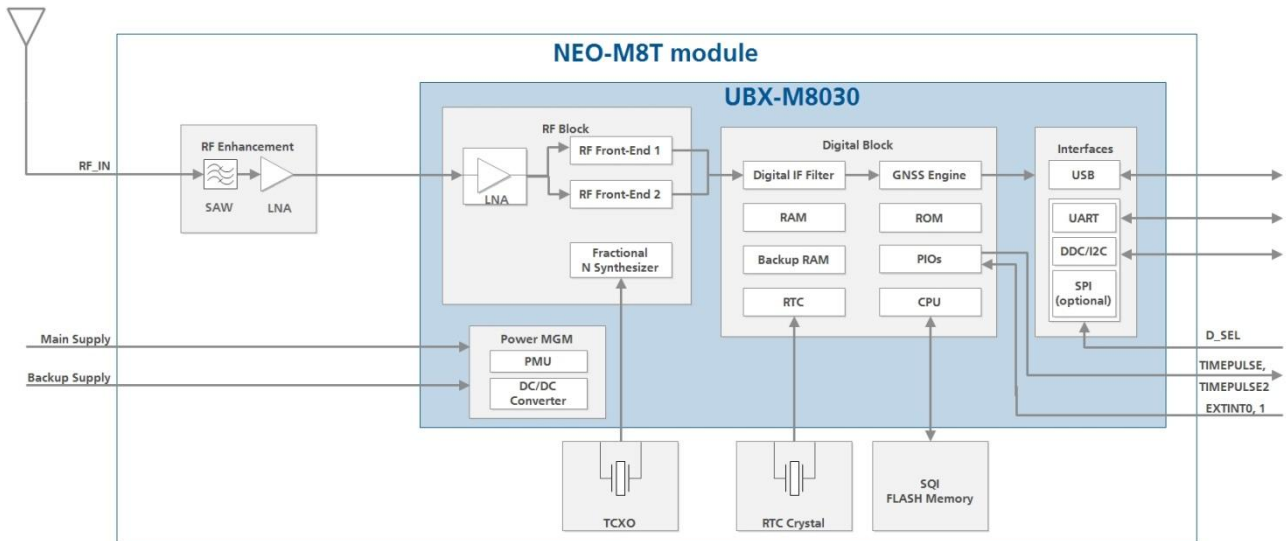 NEO-M8T module
UBX-M8030
RF Enhancement
RF_IN
SAW
LNA
RF Block
RF Front-End 1
RF Front-End 2
LNA
Fractional
N Synthesizer
Digital Block
Digital IF Filter
GNSS Engine
RAM
ROM
Backup RAM
PIOs
RTC
CPU
Interfaces
USB
UART
DDC/I2C
SPI
(optional)
D_SEL
TIMEPULSE,
TIMEPULSE2
EXTINT0, 1
Main Supply
Backup Supply
Power MGM
PMU
DC/DC
Converter
TCXO
RTC Crystal
SQI
FLASH Memory